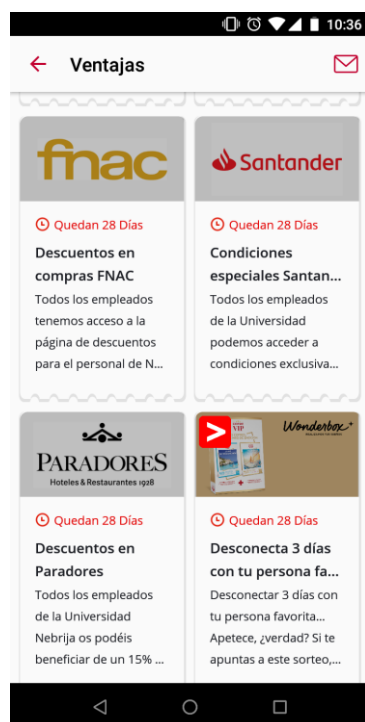 10:36
Ventajas
fnac
Quedan 28 Días
Descuentos en
compras FNAC
Todos los empleados
tenemos acceso a la
página de descuentos
para el personal de N...
Santander
Quedan 28 Días
Condiciones
especiales Santan...
Todos los empleados
de la Universidad
podemos acceder a
condiciones exclusiva...
PARADORES
Hoteles & Restaurantes 1928
Quedan 28 Días
Descuentos en
Paradores
Todos los empleados
de la Universidad
Nebrija os podéis
beneficiar de un 15% ...
VIP
Wonderbox
Quedan 28 Días
Desconecta 3 días
con tu persona fa...
Desconectar 3 días con
tu persona favorita...
Apetece, ¿verdad? Si te
apuntas a este sorteo,...